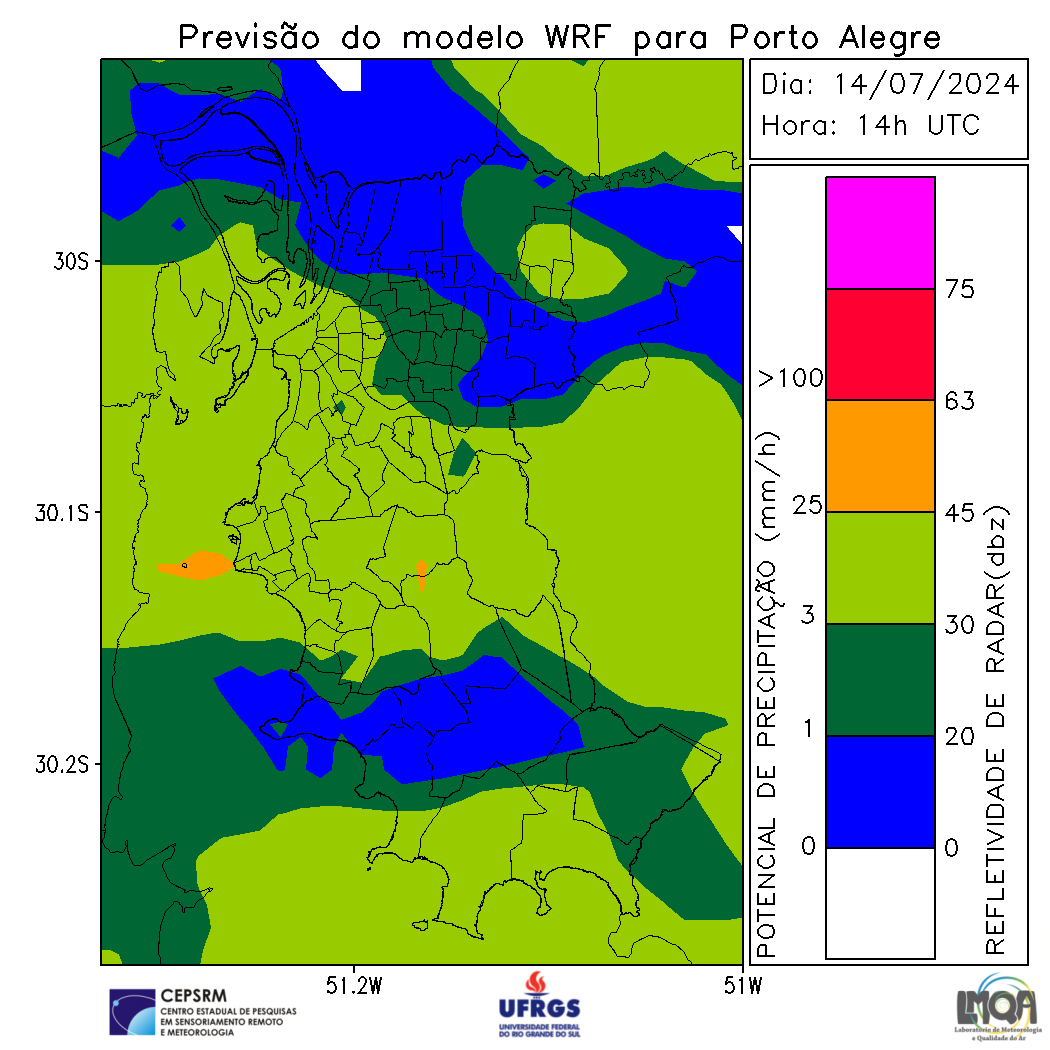 Previsão do modelo WRF para Porto Alegre
Dia: 14/07/2024
Hora: 14h UTC
30S
30.1S
30.2S
51.2W
51W
POTENCIAL DE PRECIPITAÇÃO (mm/h)
>100
25
3
1
0
75
63
45
30
20
0
REFLETIVIDADE DE RADAR(dbz)
CEPSRM
CENTRO ESTADUAL DE PESQUISAS
EM SENSORIAMENTO REMOTO
E METEOROLOGIA
UFRGS
UNIVERSIDADE FEDERAL
DO RIO GRANDE DO SUL
LMQA
Laboratório de Meteorologia
e Qualidade do Ar